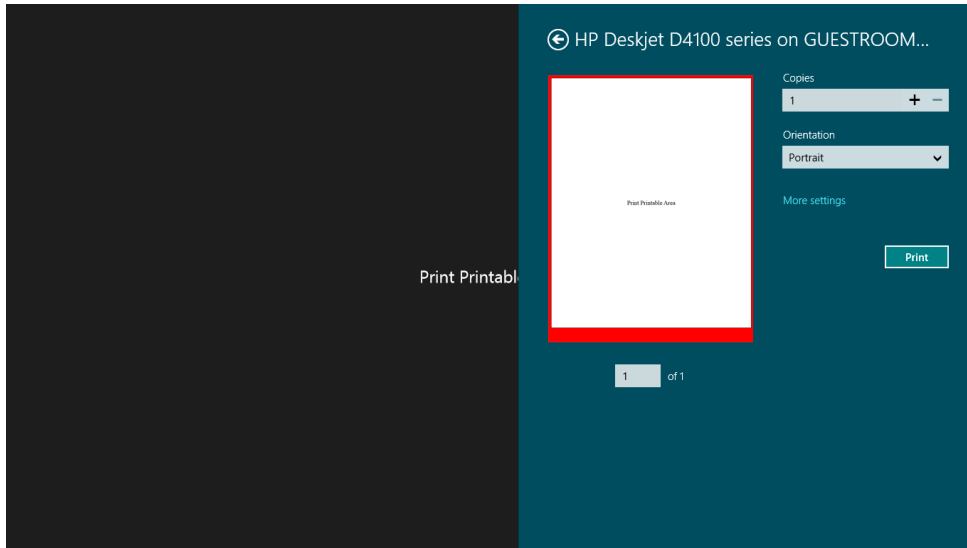 HP Deskjet D4100 series on GUESTROOM...
Copies
1
Orientation
Portrait
More settings
Print
Print Printable Area
1 of 1
Print Printabl